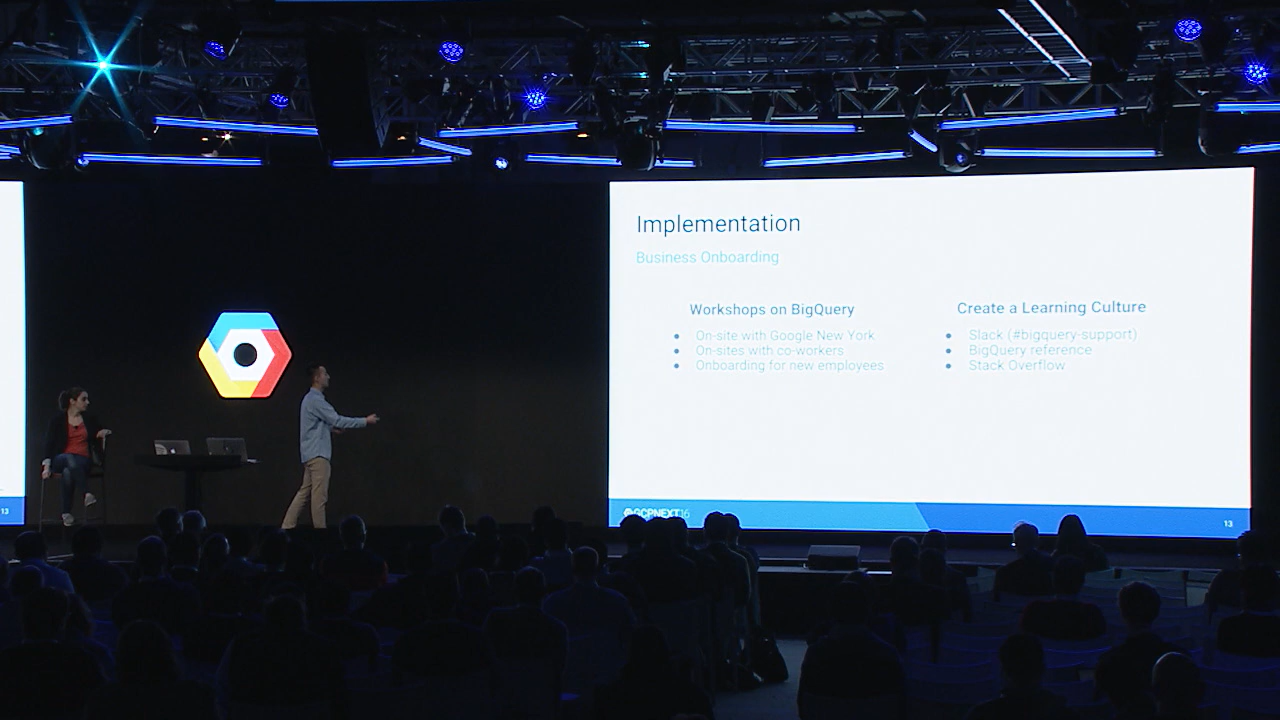 Implementation
Business Onboarding
Workshops on BigQuery
On-site with Google New York
On-sites with co-workers
Onboarding for new employees
Create a Learning Culture
Slack (#bigquery-support)
BigQuery reference
Stack Overflow
13
GCPNEXT16
13